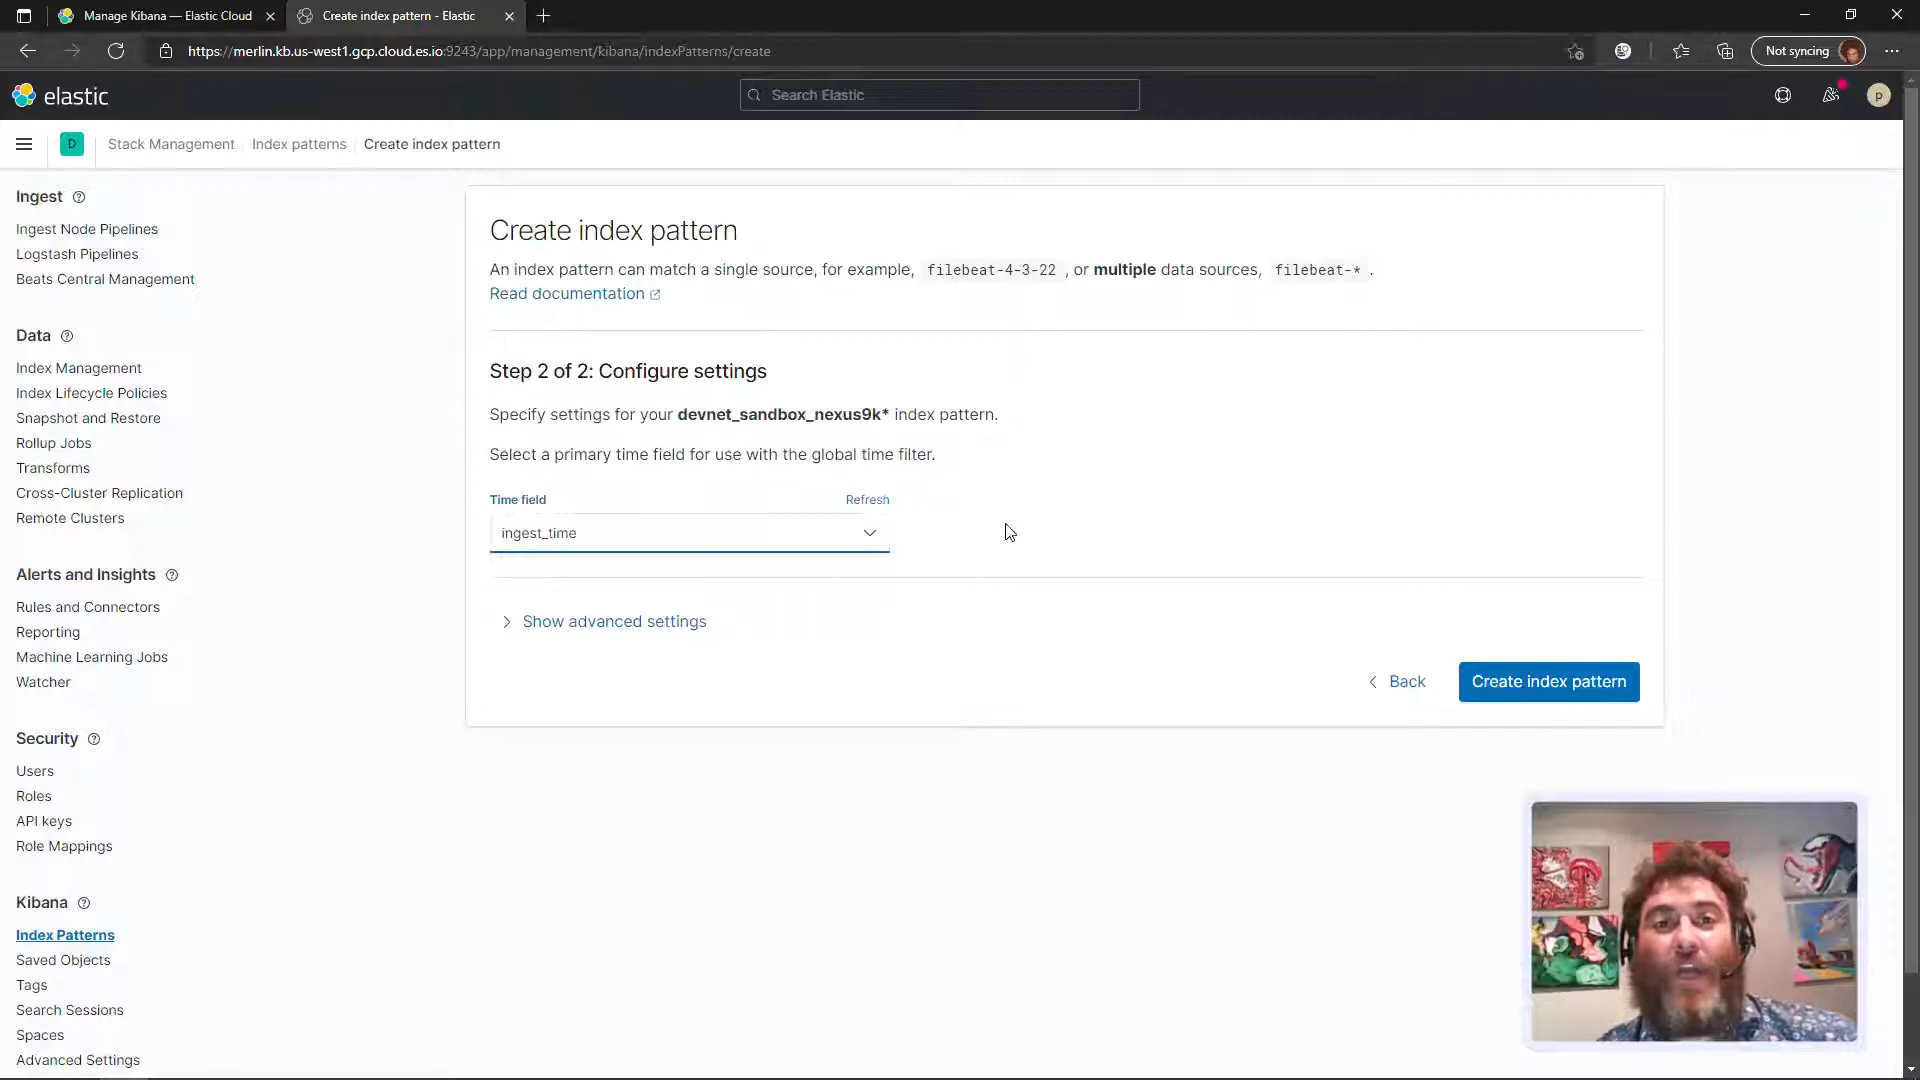 Manage Kibana — Elastic Cloud
Create index pattern - Elastic
https://merlin.kb.us-west1.gcp.cloud.es.io:9243/app/management/kibana/indexPatterns/create
Not syncing
elastic
Search Elastic
p
D
Stack Management
Index patterns
Create index pattern
Ingest
Ingest Node Pipelines
Logstash Pipelines
Beats Central Management
Data
Index Management
Index Lifecycle Policies
Snapshot and Restore
Rollup Jobs
Transforms
Cross-Cluster Replication
Remote Clusters
Alerts and Insights
Rules and Connectors
Reporting
Machine Learning Jobs
Watcher
Security
Users
Roles
API keys
Role Mappings
Kibana
Index Patterns
Saved Objects
Tags
Search Sessions
Spaces
Advanced Settings
Create index pattern
An index pattern can match a single source, for example, filebeat-4-3-22 , or multiple data sources, filebeat-* .
Read documentation
Step 2 of 2: Configure settings
Specify settings for your devnet_sandbox_nexus9k* index pattern.
Select a primary time field for use with the global time filter.
Time field
Refresh
ingest_time
Show advanced settings
Back
Create index pattern